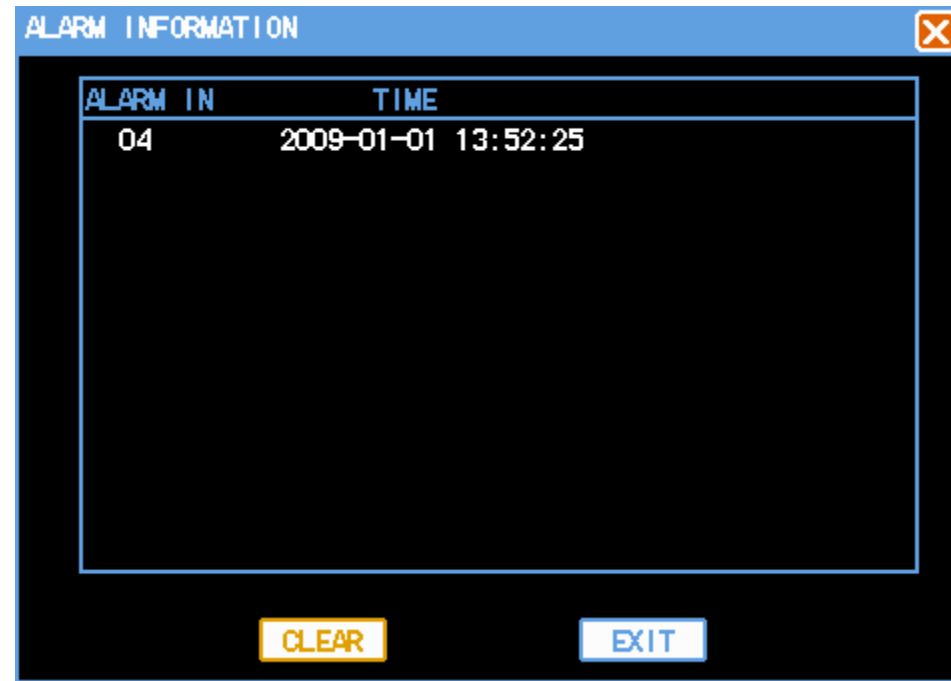 ALARM INFORMATION
ALARM IN TIME
04 2009-01-01 13:52:25
CLEAR EXIT